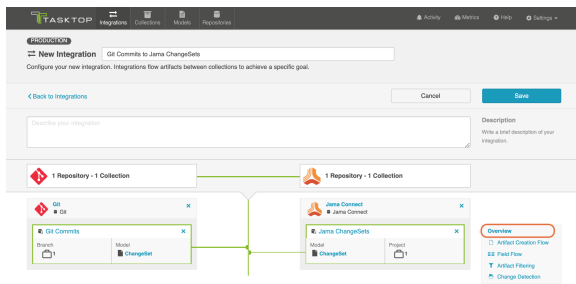 TASKTOP
Integrations
Collections
Models
Repositories
Activity
Metrics
Help
Settings
PRODUCTION
New Integration
Git Commits to Jama ChangeSets
Configure your new integration. Integrations flow artifacts between collections to achieve a specific goal.
Back to Integrations
Cancel
Save
Describe your integration
Description
Write a brief description of your
integration.
1 Repository - 1 Collection
1 Repository - 1 Collection
Git
Git
Jama Connect
Jama Connect
Git Commits
Branch
1
Model
ChangeSet
Jama ChangeSets
Model
ChangeSet
Project
1
Overview
Artifact Creation Flow
Field Flow
Artifact Filtering
Change Detection